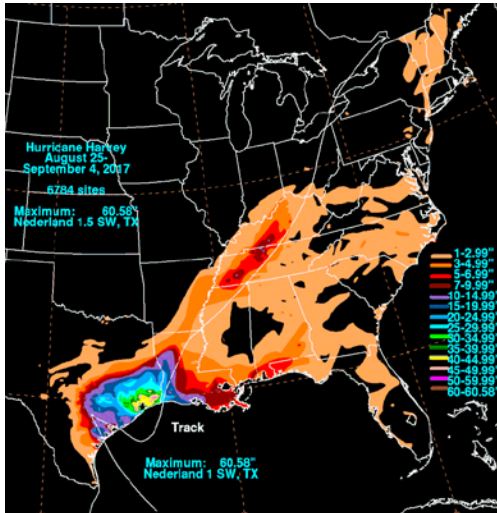 Hurricane Harvey
August 25-
September 4, 2017
6784 sites
Maximum: 60.58"
Nederland 1.5 SW, TX
1-2.99"
3-4.99"
5-6.99"
7-9.99"
10-14.99"
15-19.99"
20-24.99"
25-29.99"
30-34.99"
35-39.99"
40-44.99"
45-49.99"
50-59.99"
60-60.58"
Track
Maximum: 60.58"
Nederland 1 SW, TX